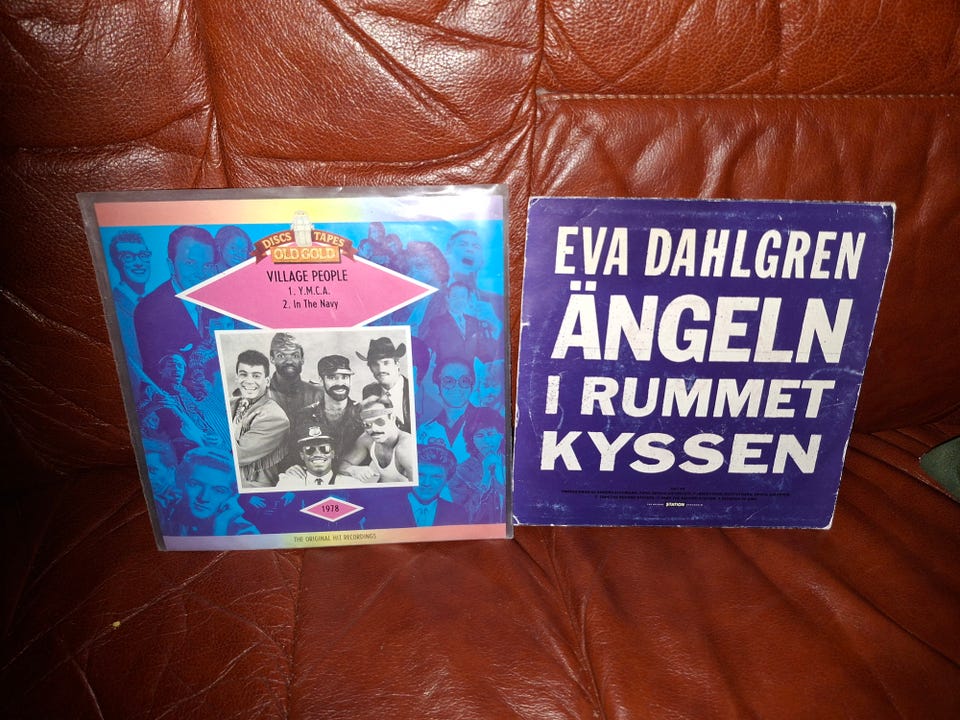 DISCS TAPES
OLD GOLD
VILLAGE PEOPLE
1. Y.M.C.A.
2. In The Navy
1978
THE ORIGINAL HIT RECORDINGS
EVA DAHLGREN
ÄNGELN
I RUMMET
KYSSEN
STATION